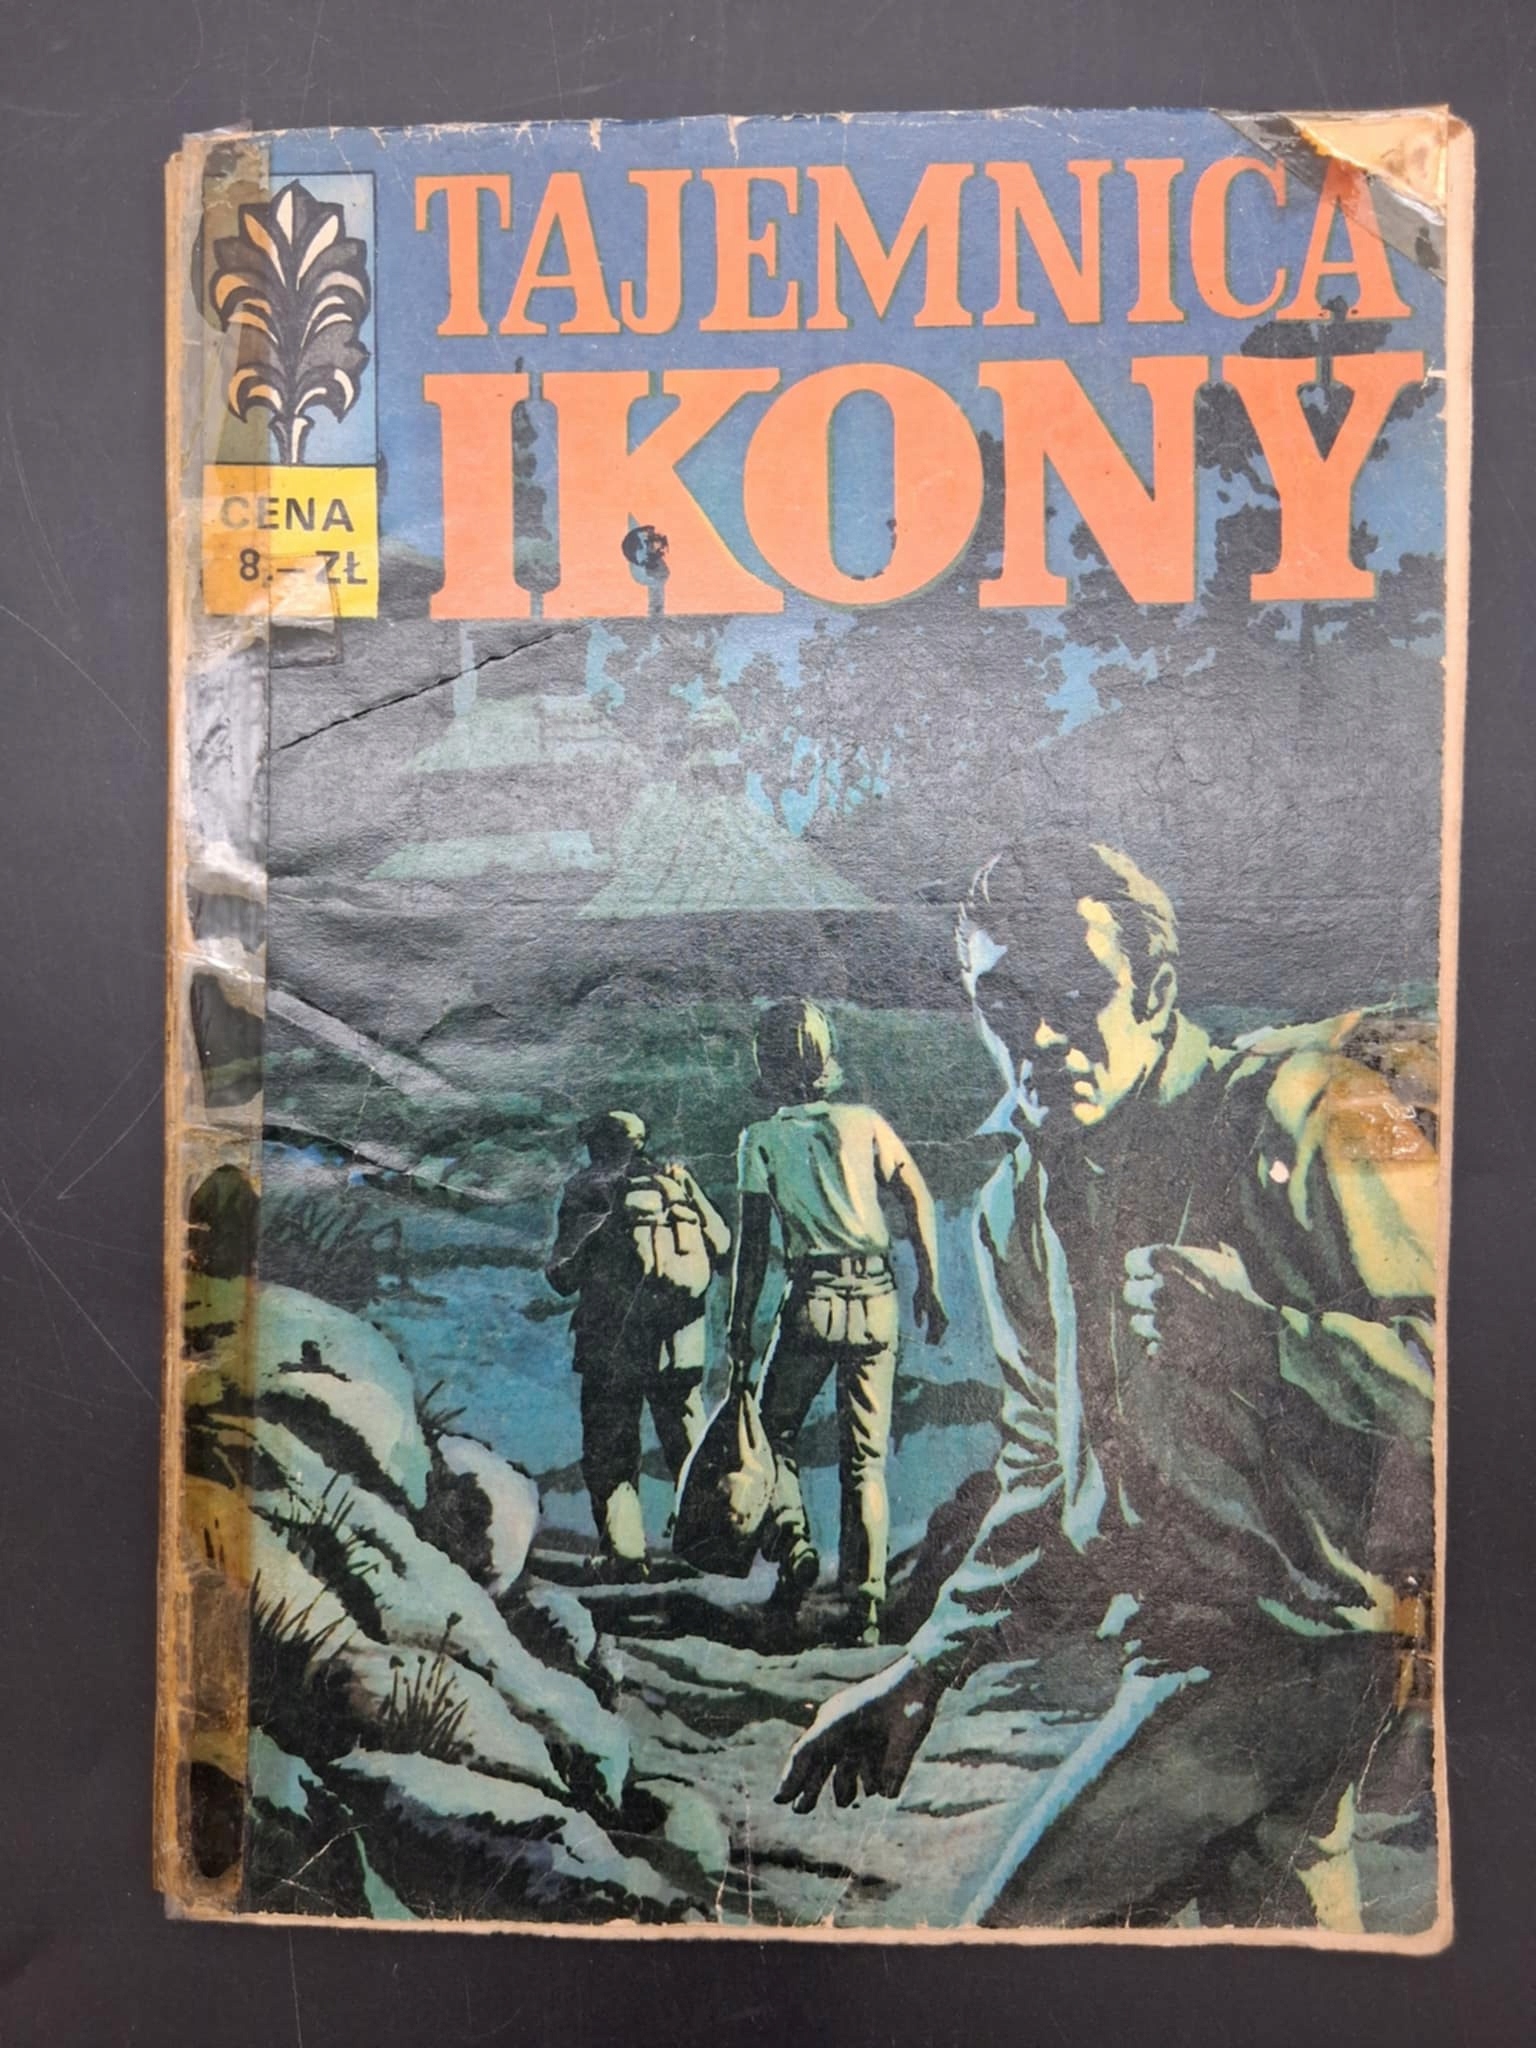 TAJEMNICA
IKONY
CENA
8.— ZŁ